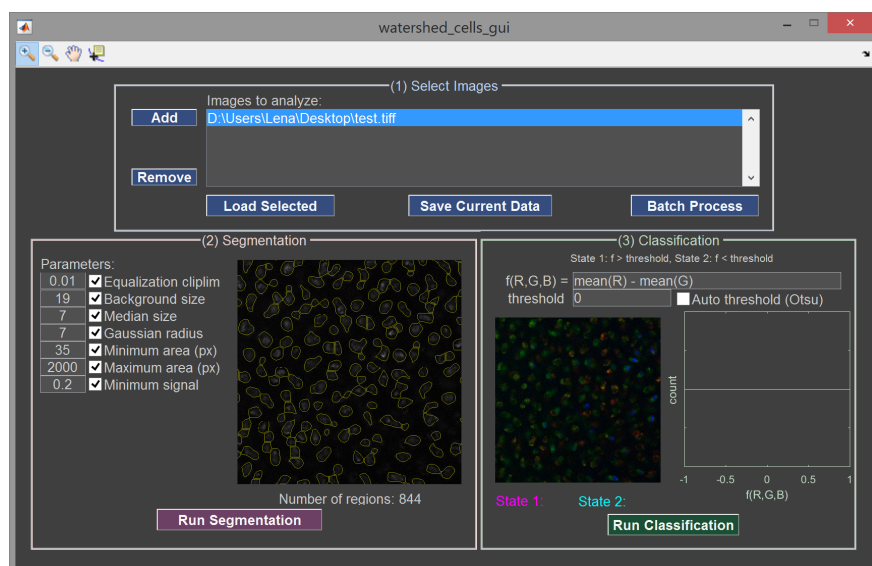 watershed_cells_gui
(1) Select Images
Images to analyze:
Add
D:\Users\Lena\Desktop\test.tiff
Remove
Load Selected
Save Current Data
Batch Process
(2) Segmentation
Parameters:
0.01 Equalization cliplim
19 Background size
7 Median size
7 Gaussian radius
35 Minimum area (px)
2000 Maximum area (px)
0.2 Minimum signal
Number of regions: 844
Run Segmentation
(3) Classification
State 1: f > threshold, State 2: f < threshold
f(R,G,B) = mean(R) - mean(G)
threshold 0 Auto threshold (Otsu)
count
-1 -0.5 0 0.5 1
f(R,G,B)
State 1: State 2:
Run Classification